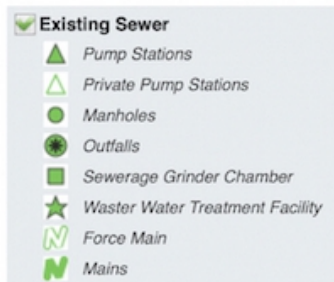 Existing Sewer
Pump Stations
Private Pump Stations
Manholes
Outfalls
Sewerage Grinder Chamber
Waster Water Treatment Facility
Force Main
Mains